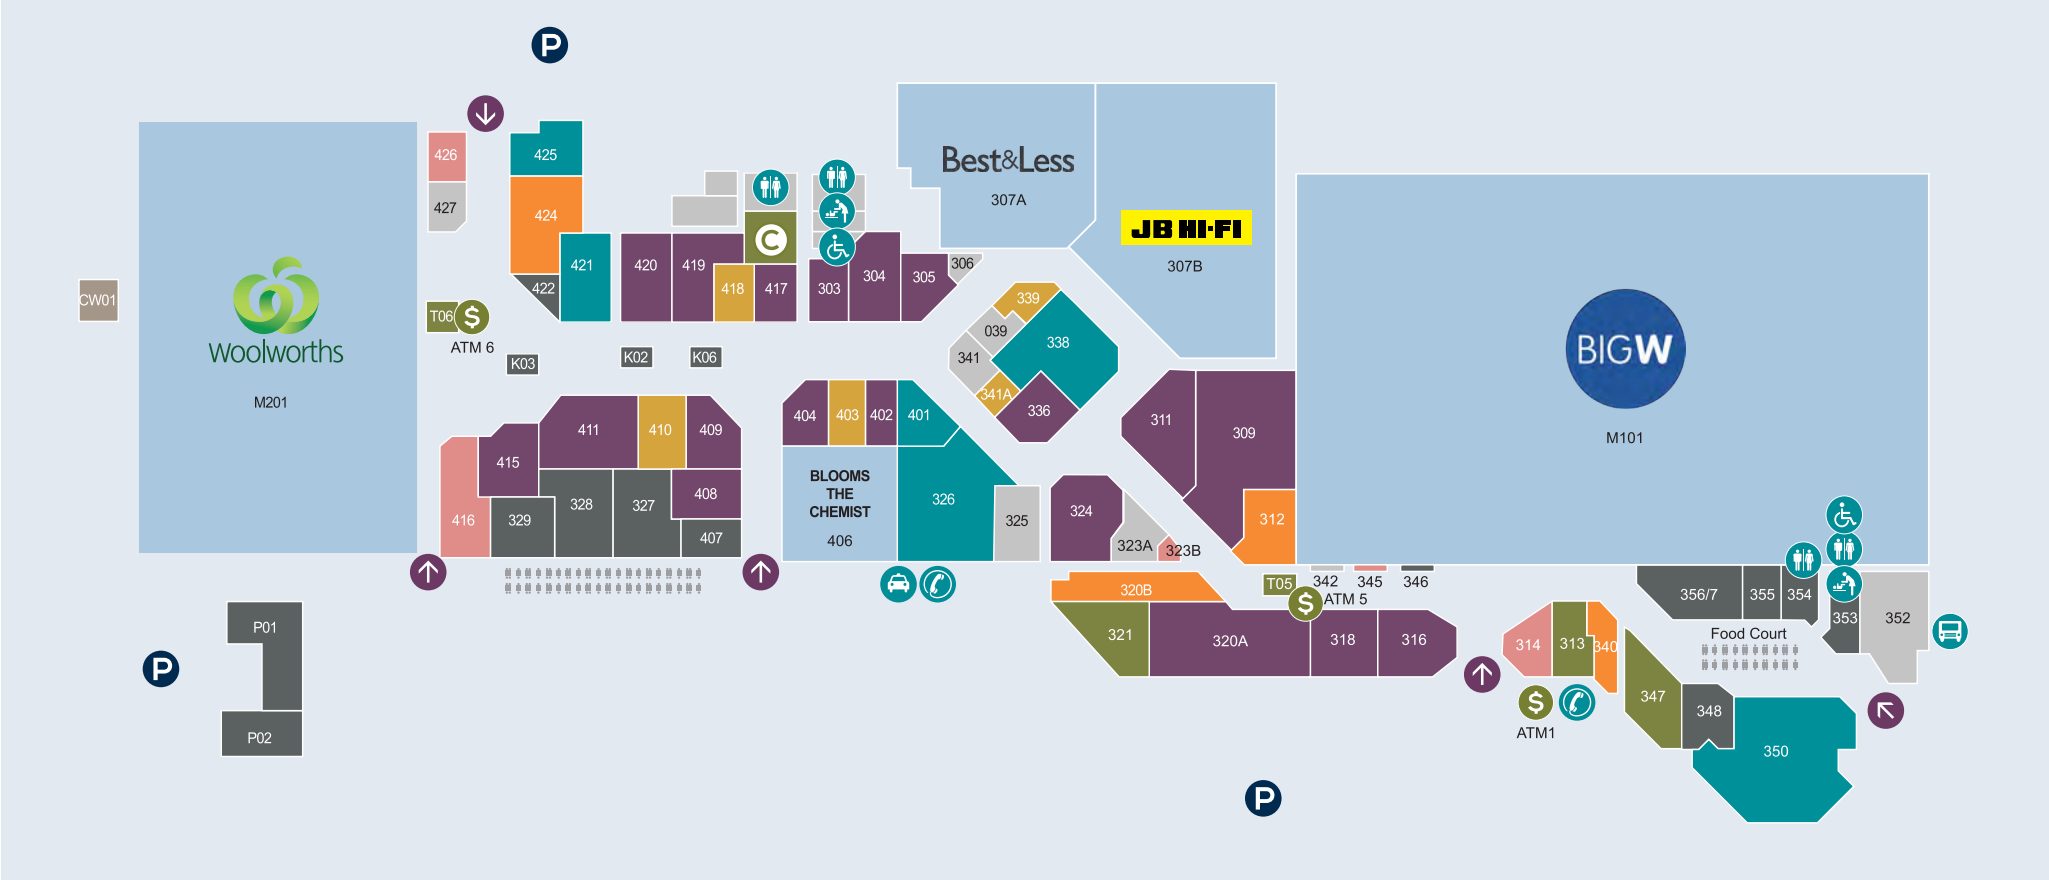 P
426
425
427
424
421
422
420
419
418
417
C
303
304
305
306
Best&Less
307A
JB HI-FI
307B
CW01
Woolworths
M201
T06
$
ATM 6
K03
K02
K06
339
039
338
341
341A
336
BIGW
M101
404
403
402
401
411
410
409
415
408
416
329
328
327
407
BLOOMS
THE
CHEMIST
406
326
325
324
323A
323B
311
309
312
320B
321
320A
318
316
T05
$
342
345
346
ATM 5
314
313
340
$
ATM1
347
348
350
356/7
355
354
353
352
Food Court
P01
P
P02
P